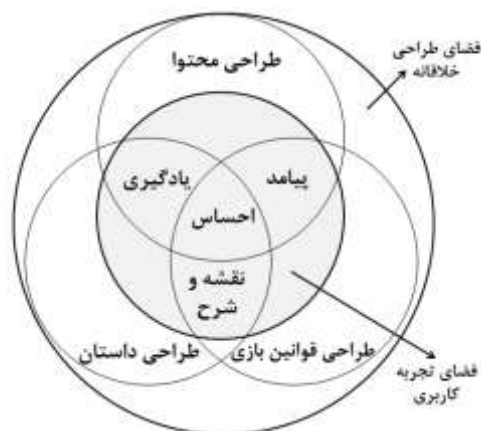 طراحی محتوا
فضای طراحی
خلاقانه
یادگیری
پیامد
احساس
نقشه و
شرح
طراحی داستان
طراحی قوانین بازی
فضای تجربه
کاربری